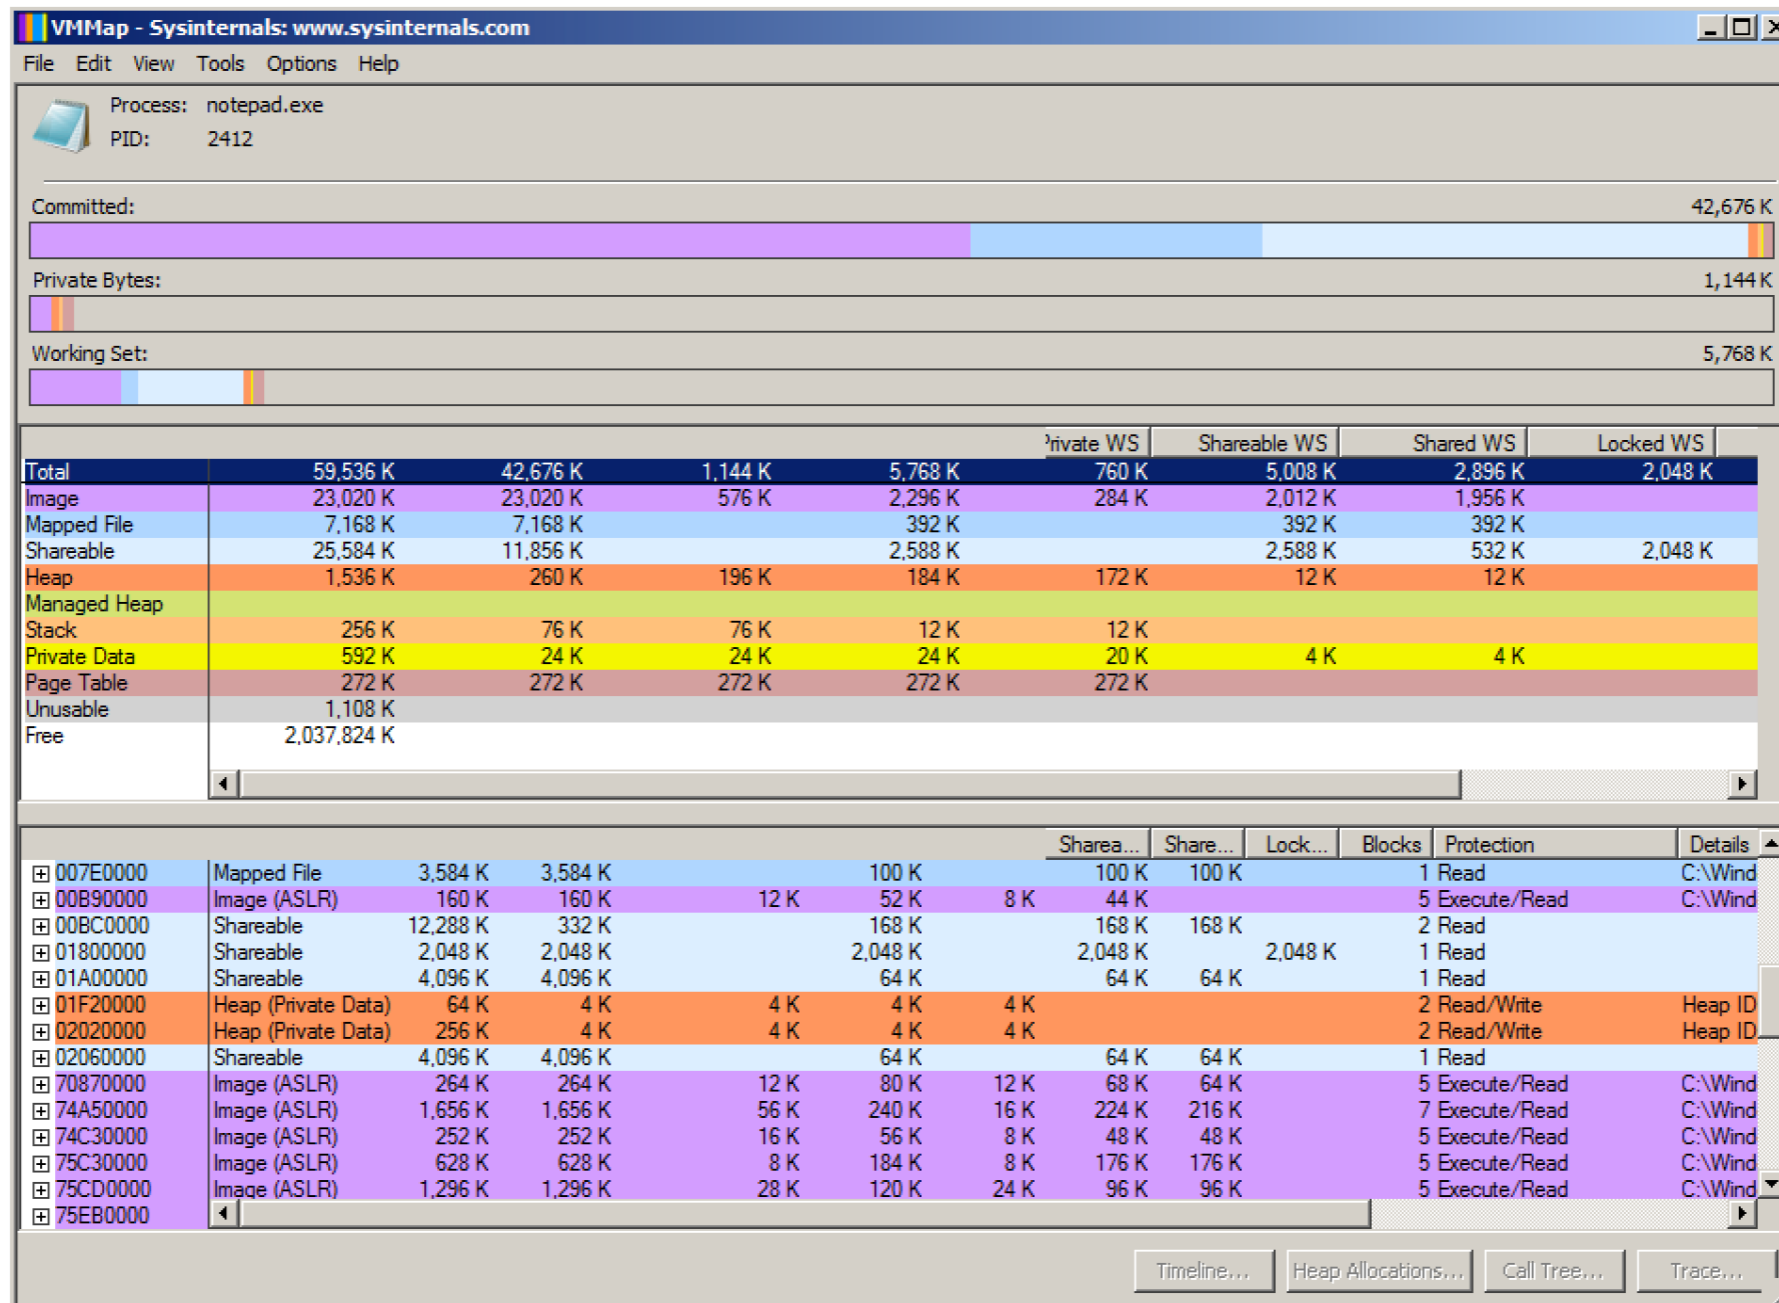 VMMap - Sysinternals: www.sysinternals.com
File Edit View Tools Options Help
Process: notepad.exe
PID: 2412
Committed: 42,676 K
Private Bytes: 1,144 K
Working Set: 5,768 K
Private WS Shareable WS Shared WS Locked WS
Total 59,536 K 42,676 K 1,144 K 5,768 K 760 K 5,008 K 2,896 K 2,048 K
Image 23,020 K 23,020 K 576 K 2,296 K 284 K 2,012 K 1,956 K
Mapped File 7,168 K 7,168 K 392 K 392 K 392 K
Shareable 25,584 K 11,856 K 2,588 K 2,588 K 532 K 2,048 K
Heap 1,536 K 260 K 196 K 184 K 172 K 12 K 12 K
Managed Heap
Stack 256 K 76 K 76 K 12 K 12 K
Private Data 592 K 24 K 24 K 24 K 20 K 4 K 4 K
Page Table 272 K 272 K 272 K 272 K 272 K
Unusable 1,108 K
Free 2,037,824 K
Sharea... Share... Lock... Blocks Protection Details
007E0000 Mapped File 3,584 K 3,584 K 100 K 100 K 100 K 1 Read C:\Wind
00B90000 Image (ASLR) 160 K 160 K 12 K 52 K 8 K 44 K 5 Execute/Read C:\Wind
00BC0000 Shareable 12,288 K 332 K 168 K 168 K 168 K 2 Read
01800000 Shareable 2,048 K 2,048 K 2,048 K 2,048 K 2,048 K 1 Read
01A00000 Shareable 4,096 K 4,096 K 64 K 64 K 64 K 1 Read
01F20000 Heap (Private Data) 64 K 4 K 4 K 4 K 4 K 2 Read/Write Heap ID
02020000 Heap (Private Data) 256 K 4 K 4 K 4 K 4 K 2 Read/Write Heap ID
02060000 Shareable 4,096 K 4,096 K 64 K 64 K 64 K 1 Read
70870000 Image (ASLR) 264 K 264 K 12 K 80 K 12 K 68 K 64 K 5 Execute/Read C:\Wind
74A50000 Image (ASLR) 1,656 K 1,656 K 56 K 240 K 16 K 224 K 216 K 7 Execute/Read C:\Wind
74C30000 Image (ASLR) 252 K 252 K 16 K 56 K 8 K 48 K 48 K 5 Execute/Read C:\Wind
75C30000 Image (ASLR) 628 K 628 K 8 K 184 K 8 K 176 K 176 K 5 Execute/Read C:\Wind
75CD0000 Image (ASLR) 1,296 K 1,296 K 28 K 120 K 24 K 96 K 96 K 5 Execute/Read C:\Wind
75EB0000
Timeline... Heap Allocations... Call Tree... Trace...